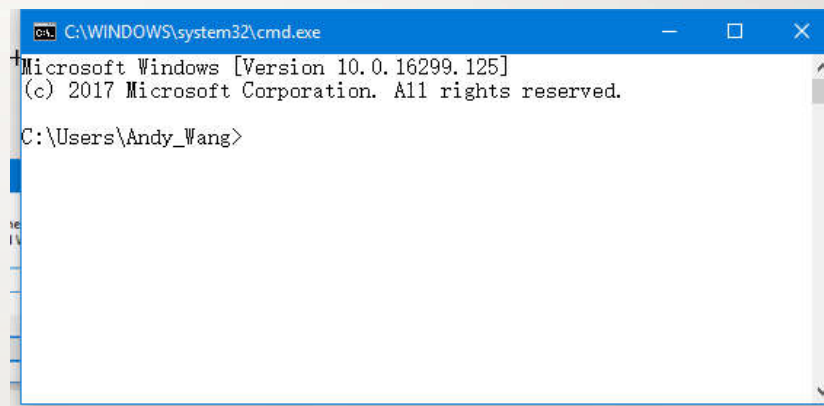 C:\WINDOWS\system32\cmd.exe
Microsoft Windows [Version 10.0.16299.125]
(c) 2017 Microsoft Corporation. All rights reserved.
C:\Users\Andy_Wang>